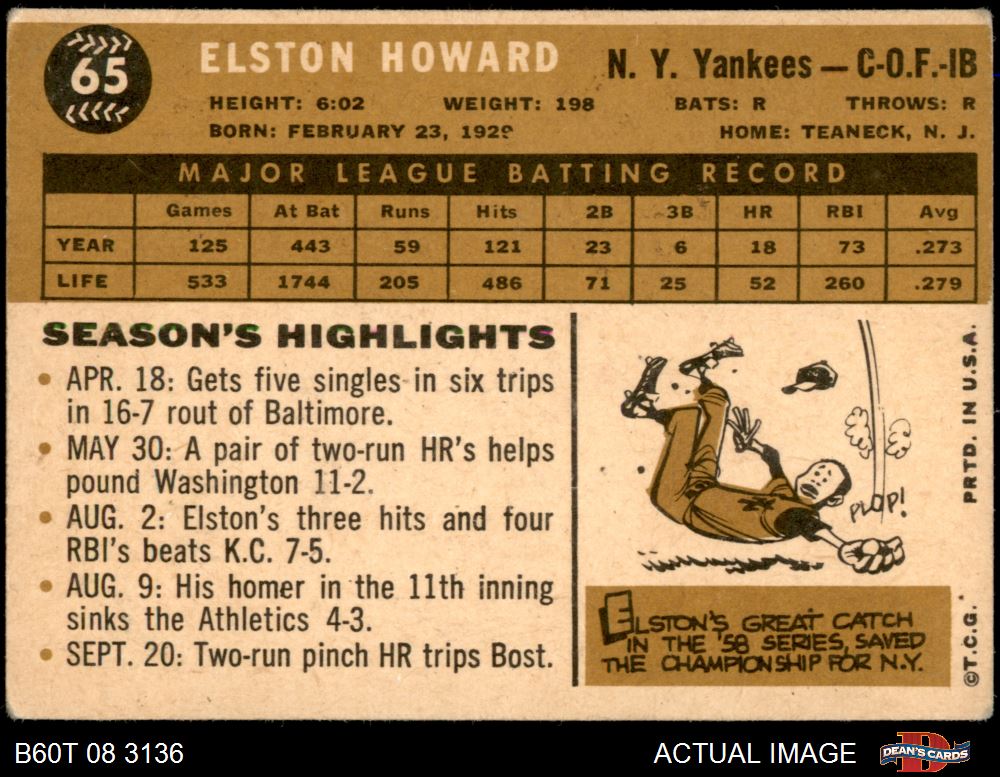 65
ELSTON HOWARD
N. Y. Yankees — C-O.F.-1B
HEIGHT: 6:02 WEIGHT: 198 BATS: R THROWS: R
BORN: FEBRUARY 23, 1929 HOME: TEANECK, N. J.
MAJOR LEAGUE BATTING RECORD
Games At Bat Runs Hits 2B 3B HR RBI Avg
YEAR 125 443 59 121 23 6 18 73 .273
LIFE 533 1744 205 486 71 25 52 260 .279
SEASON'S HIGHLIGHTS
• APR. 18: Gets five singles in six trips
in 16-7 rout of Baltimore.
• MAY 30: A pair of two-run HR's helps
pound Washington 11-2.
• AUG. 2: Elston's three hits and four
RBI's beats K.C. 7-5.
• AUG. 9: His homer in the 11th inning
sinks the Athletics 4-3.
• SEPT. 20: Two-run pinch HR trips Bost.
PLOP!
ELSTON'S GREAT CATCH
IN THE '58 SERIES, SAVED
THE CHAMPIONSHIP FOR N.Y.
PRTD. IN U.S.A.
©T.C.G.
B60T 08 3136
ACTUAL IMAGE
DEAN'S CARDS